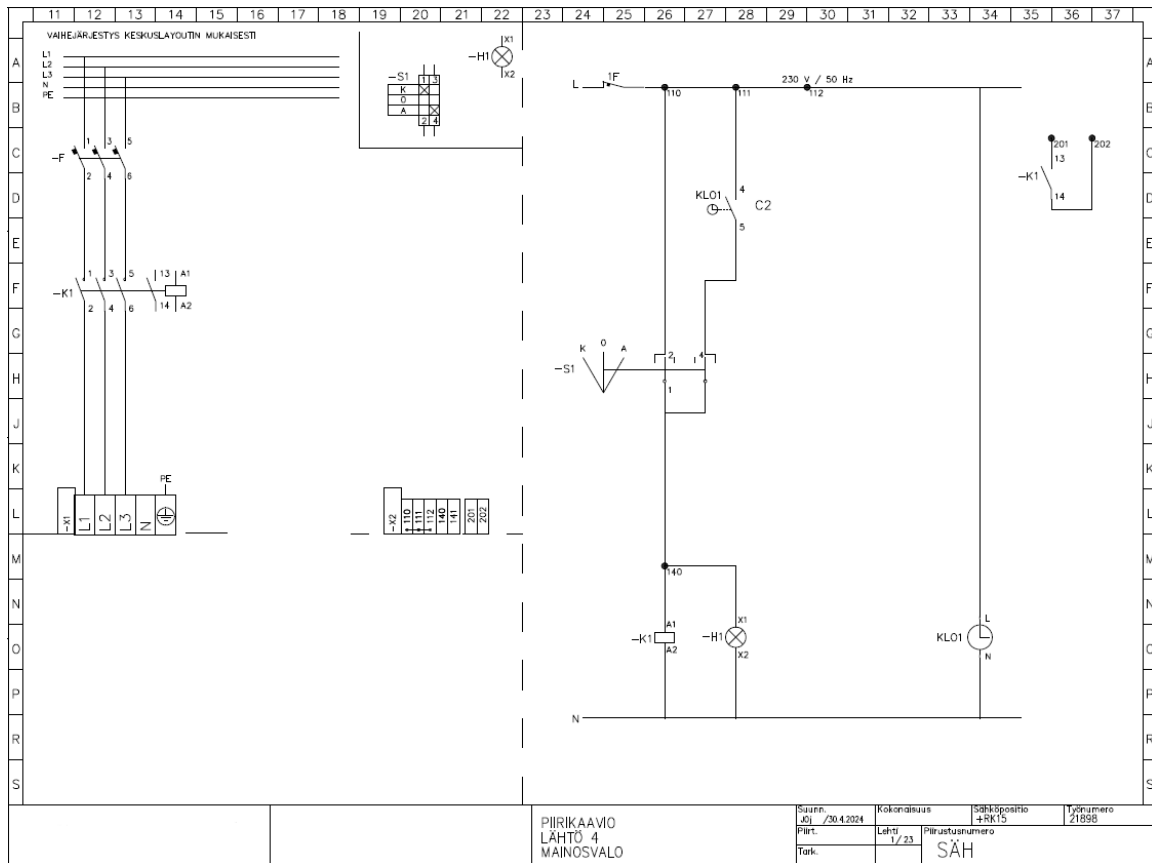 11 12 13 14 15 16 17 18 19 20 21 22 23 24 25 26 27 28 29 30 31 32 33 34 35 36 37
VAIHEJÄRJESTYS KESKUSLAYOUTIN MUKAISESTI
L1
L2
L3
N
PE
-S1
1 3
K
0
A
2 4
X1
-H1
X2
L
1F
230 V / 50 Hz
110
111
112
-F
1 3 5
2 4 6
201
202
13
-K1
14
KLO1
4
C2
5
-K1
1 3 5 13 A1
2 4 6 14 A2
K 0 A
-S1
2 4
1
PE
-X1
L1
L2
L3
N
-X2
110
111
112
140
141
201
202
140
-K1
A1
A2
-H1
X1
X2
KLO1
L
N
N
A A
B B
C C
D D
E E
F F
G G
H H
J J
K K
L L
M M
N N
O O
P P
R R
S S
PIIRIKAAVIO
LÄHTÖ 4
MAINOSVALO
Suunn.
JOj /30.4.2024
Kokonaisuus
Sähköpositio
+RK15
Työnumero
21898
Piirt.
Lehti
1/23
Piirustusnumero
SÄH
Tark.